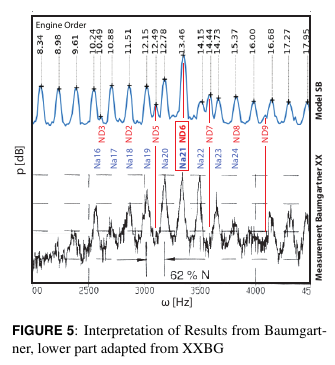 Engine Order
8.34
8.98
9.61
10.24
10.49
10.88
11.51
12.15
12.49
12.78
13.46
14.15
14.44
14.73
15.37
16.00
16.68
17.27
17.95
Model SB
ND3
ND2
ND5
ND6
ND7
ND8
ND9
Na16
Na17
Na18
Na19
Na20
Na21
Na22
Na23
Na24
p [dB]
Measurement Baumgartner XX
62 % N
00
2500
3000
3500
4000
45
ω [Hz]
FIGURE 5: Interpretation of Results from Baumgart-
ner, lower part adapted from XXBG